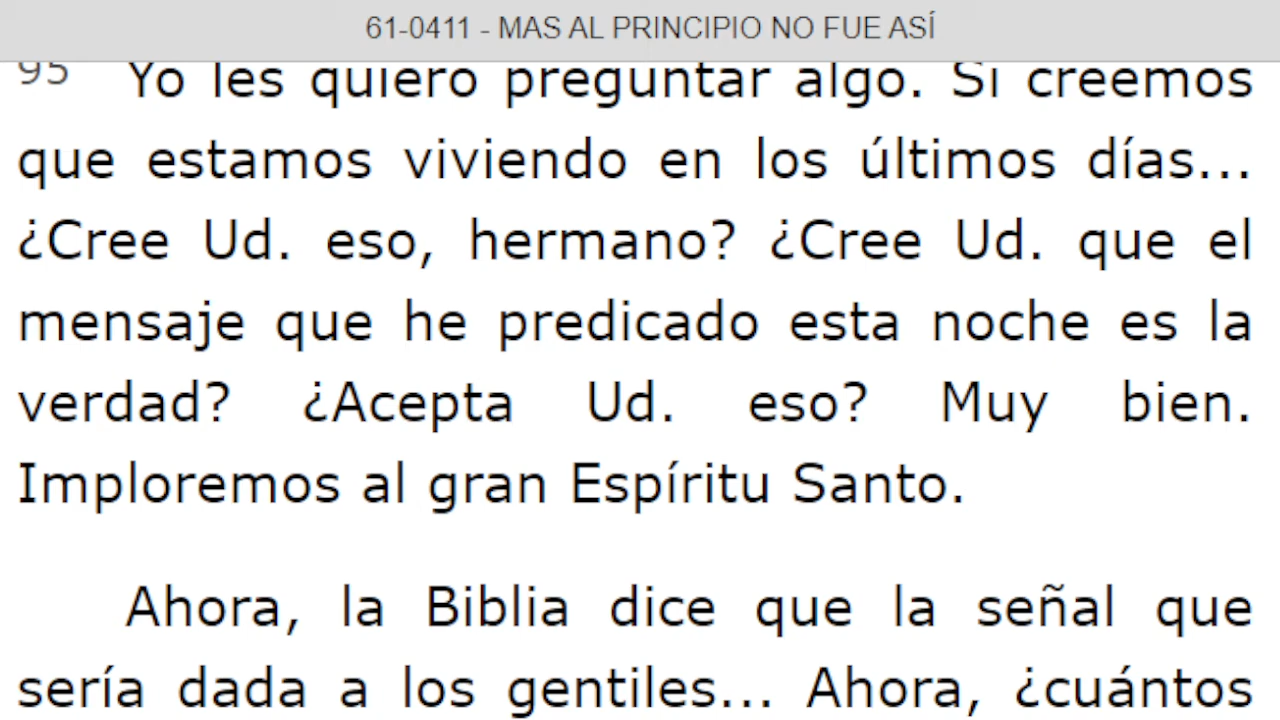 61-0411 - MAS AL PRINCIPIO NO FUE ASÍ
95 Yo les quiero preguntar algo. Si creemos
que estamos viviendo en los últimos días...
¿Cree Ud. eso, hermano? ¿Cree Ud. que el
mensaje que he predicado esta noche es la
verdad? ¿Acepta Ud. eso? Muy bien.
Imploremos al gran Espíritu Santo.
Ahora, la Biblia dice que la señal que
sería dada a los gentiles... Ahora, ¿cuántos